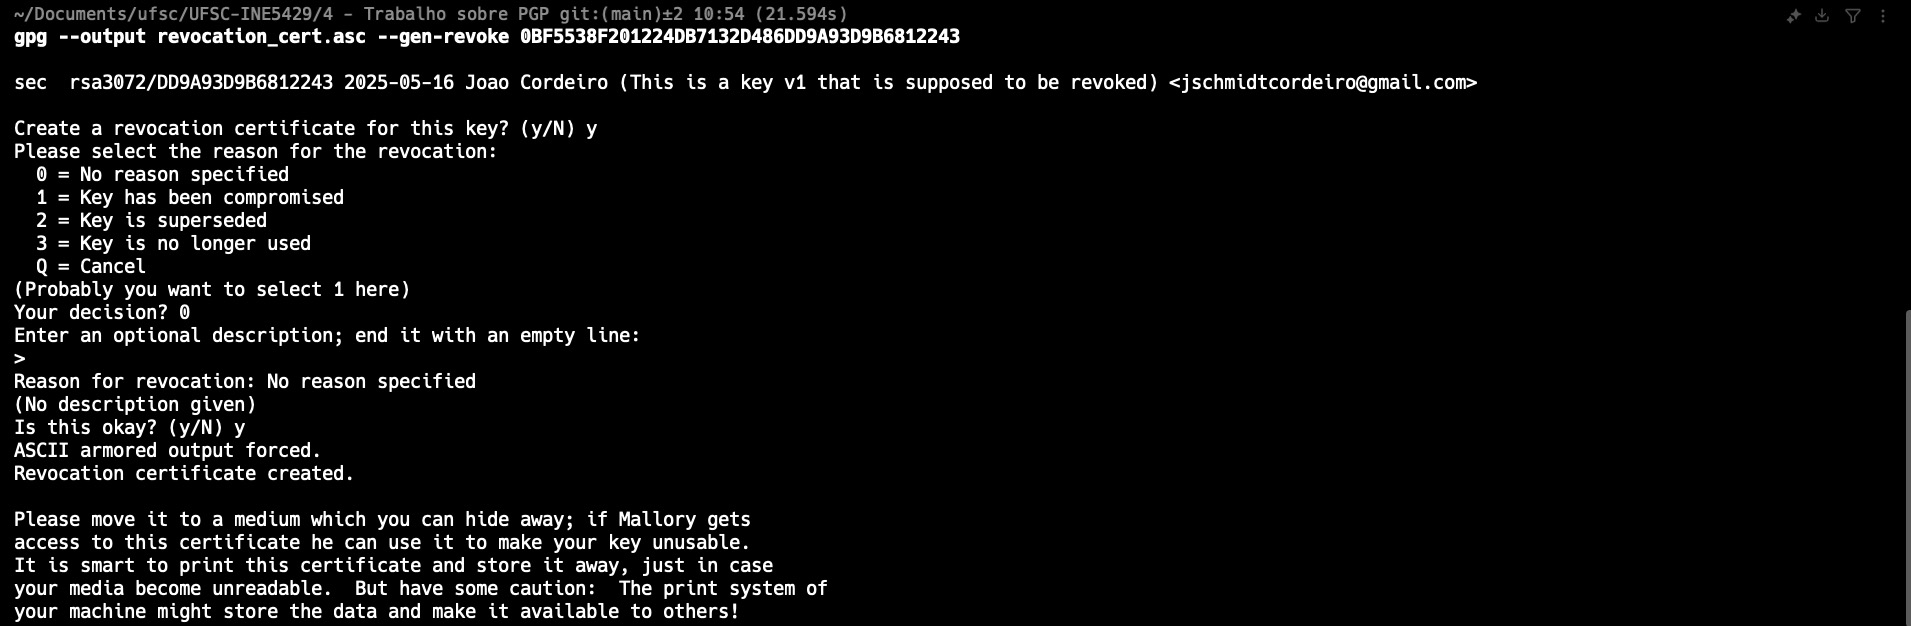 ~/Documents/ufsc/UFSC-INE5429/4 - Trabalho sobre PGP git:(main)±2 10:54 (21.594s)
gpg --output revocation_cert.asc --gen-revoke 0BF5538F201224DB7132D486DD9A93D9B6812243
sec  rsa3072/DD9A93D9B6812243 2025-05-16 Joao Cordeiro (This is a key v1 that is supposed to be revoked) <jschmidtcordeiro@gmail.com>
Create a revocation certificate for this key? (y/N) y
Please select the reason for the revocation:
  0 = No reason specified
  1 = Key has been compromised
  2 = Key is superseded
  3 = Key is no longer used
  Q = Cancel
(Probably you want to select 1 here)
Your decision? 0
Enter an optional description; end it with an empty line:
>
Reason for revocation: No reason specified
(No description given)
Is this okay? (y/N) y
ASCII armored output forced.
Revocation certificate created.
Please move it to a medium which you can hide away; if Mallory gets
access to this certificate he can use it to make your key unusable.
It is smart to print this certificate and store it away, just in case
your media become unreadable.  But have some caution:  The print system of
your machine might store the data and make it available to others!